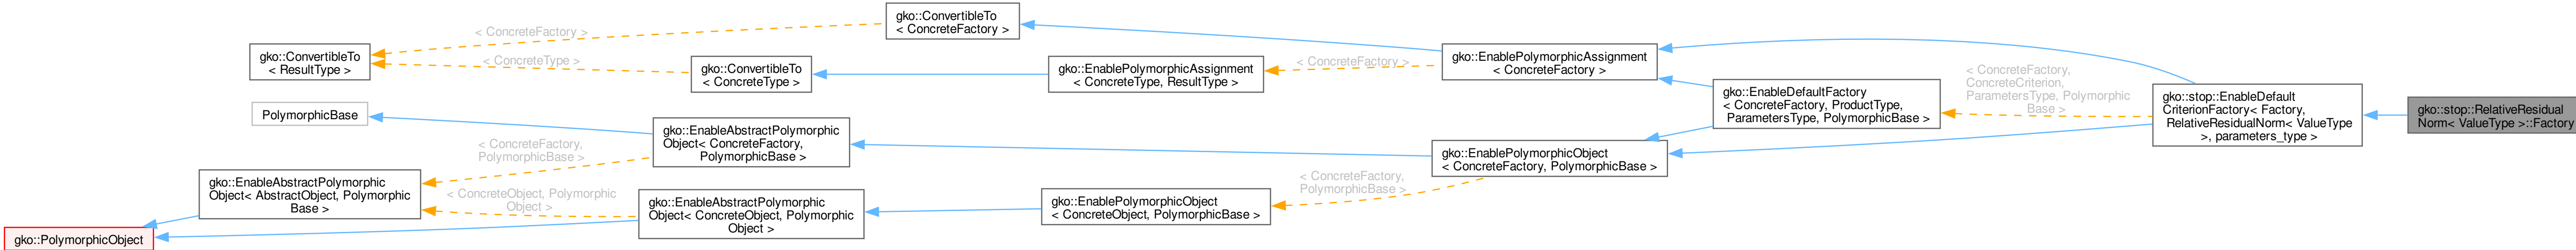 gko::ConvertibleTo
< ConcreteFactory >
< ConcreteFactory >
gko::ConvertibleTo
< ResultType >
< ConcreteType >
gko::ConvertibleTo
< ConcreteType >
gko::EnablePolymorphicAssignment
< ConcreteType, ResultType >
< ConcreteFactory >
gko::EnablePolymorphicAssignment
< ConcreteFactory >
gko::EnableDefaultFactory
< ConcreteFactory, ProductType,
ParametersType, PolymorphicBase >
< ConcreteFactory,
ConcreteCriterion,
ParametersType, Polymorphic
Base >
gko::stop::EnableDefault
CriterionFactory< Factory,
RelativeResidualNorm< ValueType
>, parameters_type >
gko::stop::RelativeResidual
Norm< ValueType >::Factory
PolymorphicBase
gko::EnableAbstractPolymorphic
Object< ConcreteFactory,
PolymorphicBase >
< ConcreteFactory,
PolymorphicBase >
gko::EnablePolymorphicObject
< ConcreteFactory, PolymorphicBase >
gko::EnableAbstractPolymorphic
Object< AbstractObject, Polymorphic
Base >
< ConcreteObject, Polymorphic
Object >
gko::EnableAbstractPolymorphic
Object< ConcreteObject, Polymorphic
Object >
gko::EnablePolymorphicObject
< ConcreteObject, PolymorphicBase >
< ConcreteFactory,
PolymorphicBase >
gko::PolymorphicObject